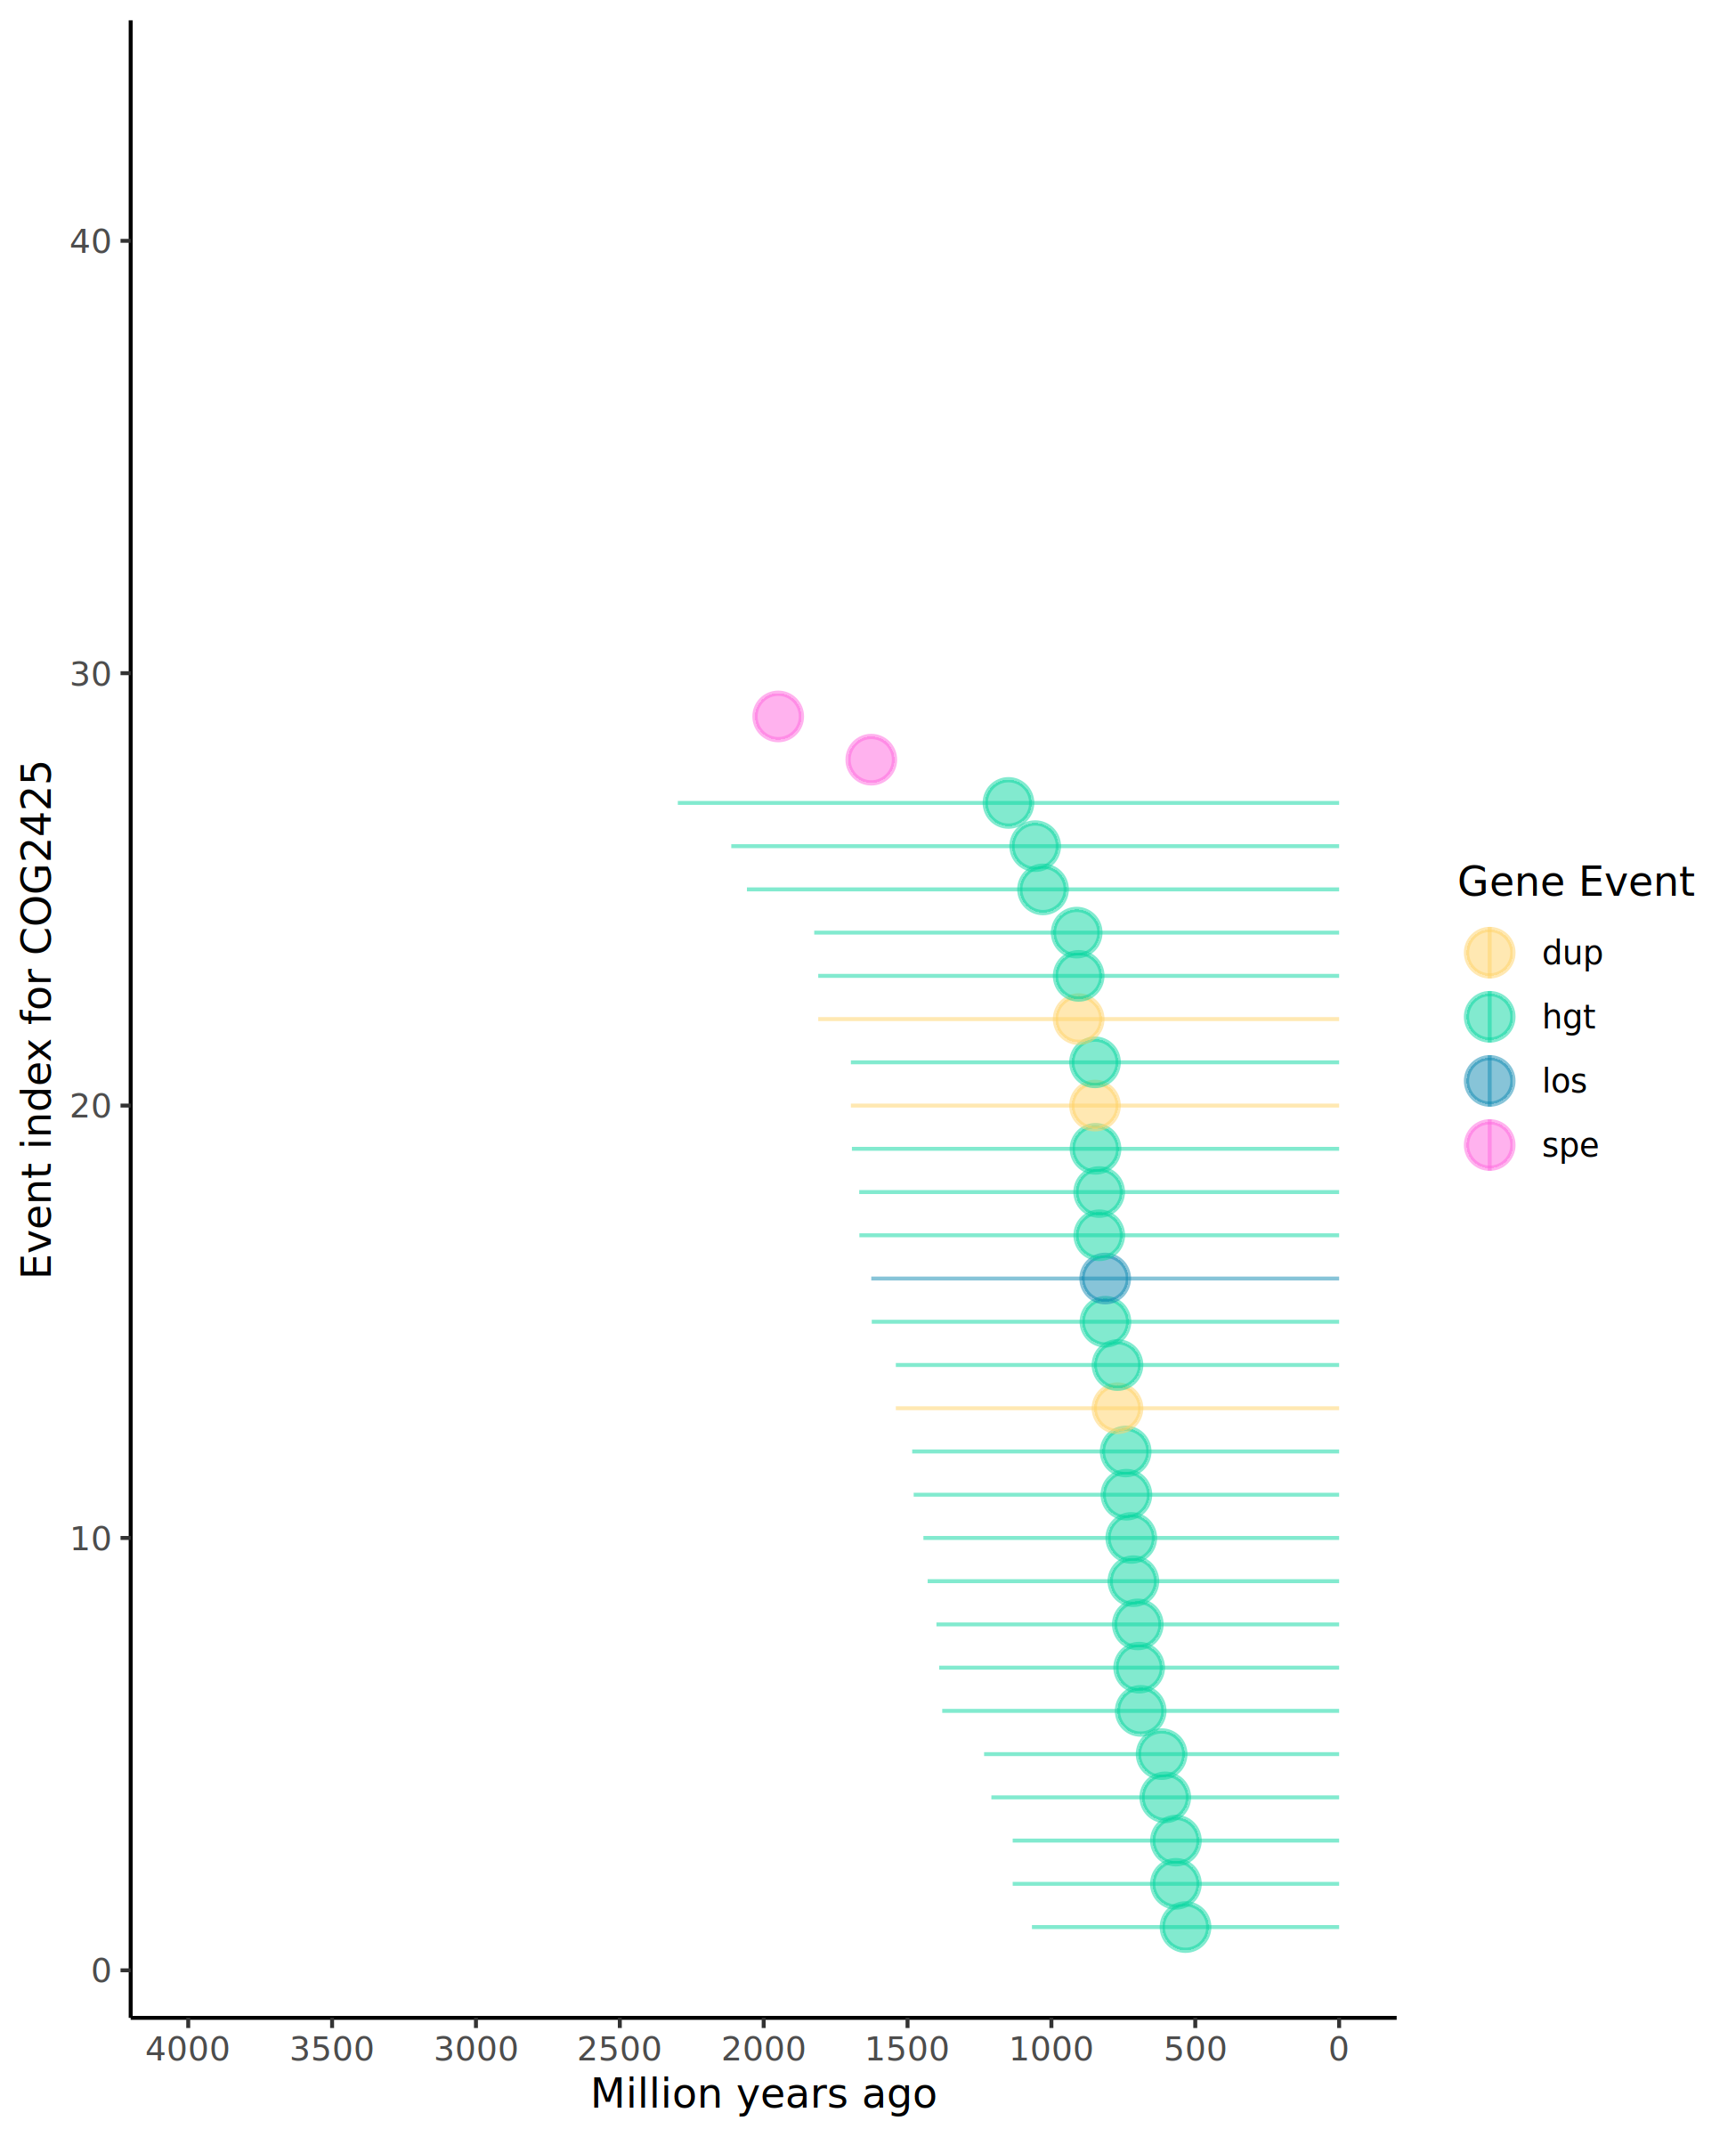 Event index for COG2425
40
30
20
10
0
4000 3500 3000 2500 2000 1500 1000 500 0
Million years ago
Gene Event
dup
hgt
los
spe